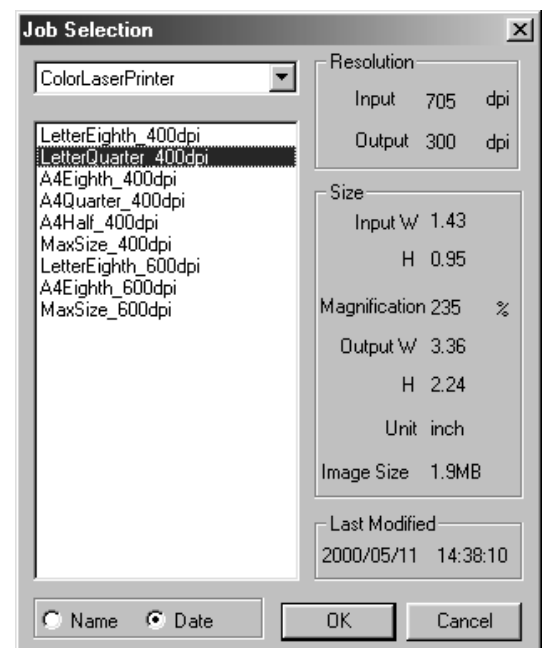 Job Selection
ColorLaserPrinter
LetterEighth_400dpi
LetterQuarter_400dpi
A4Eighth_400dpi
A4Quarter_400dpi
A4Half_400dpi
MaxSize_400dpi
LetterEighth_600dpi
A4Eighth_600dpi
MaxSize_600dpi
Name Date
Resolution
Input 705 dpi
Output 300 dpi
Size
Input W 1.43
H 0.95
Magnification 235 %
Output W 3.36
H 2.24
Unit inch
Image Size 1.9MB
Last Modified
2000/05/11 14:38:10
OK Cancel